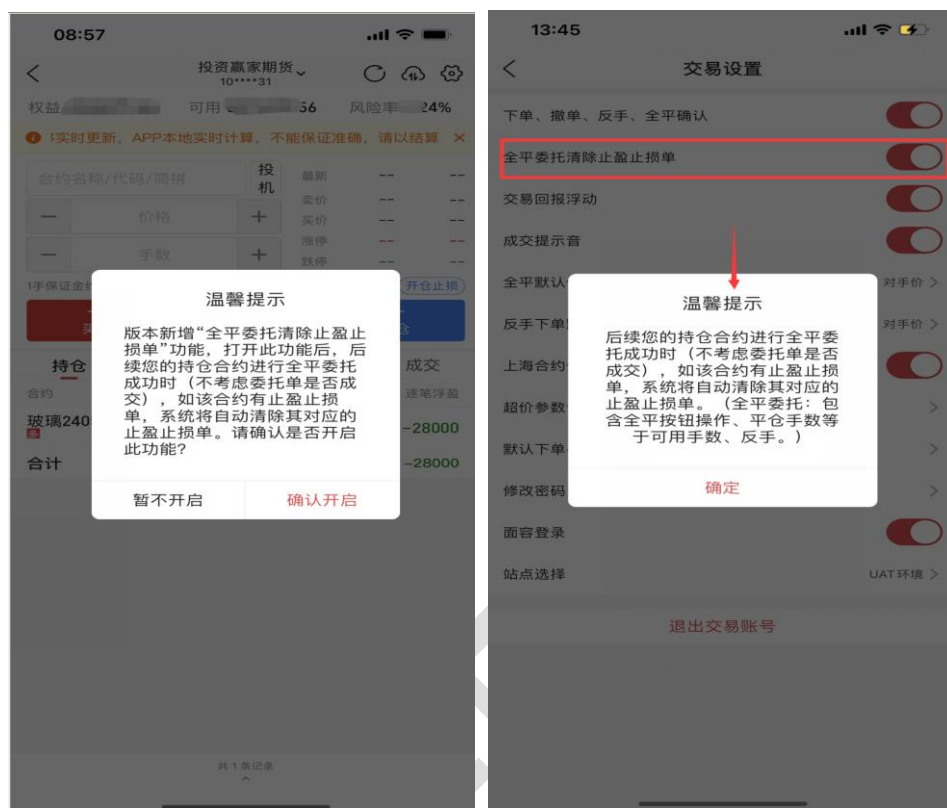 08:57
投资赢家期货
10****31
权益
可用 56
风险率 24%
实时更新，APP本地实时计算，不能保证准确，请以结算
合约名称/代码/简拼
投机
最新 -- --
卖价 -- --
价格
买价 -- --
涨停 -- --
手数
跌停 -- --
1手保证金
开仓止损
温馨提示
版本新增“全平委托清除止盈止
损单”功能，打开此功能后，后
续您的持仓合约进行全平委托
成功时（不考虑委托单是否成
交），如该合约有止盈止损
单，系统将自动清除其对应的
止盈止损单。请确认是否开启
此功能?
暂不开启
确认开启
持仓
成交
合约
逐笔浮盈
玻璃240
多
-28000
合计
-28000
共 1 条记录
13:45
交易设置
下单、撤单、反手、全平确认
全平委托清除止盈止损单
交易回报浮动
成交提示音
全平默认
对手价
反手下单
对手价
上海合约
超价参数
默认下单
修改密码
面容登录
站点选择
UAT环境
退出交易账号
温馨提示
后续您的持仓合约进行全平委
托成功时（不考虑委托单是否
成交），如该合约有止盈止损
单，系统将自动清除其对应的
止盈止损单。（全平委托：包
含全平按钮操作、平仓手数等
于可用手数、反手。）
确定